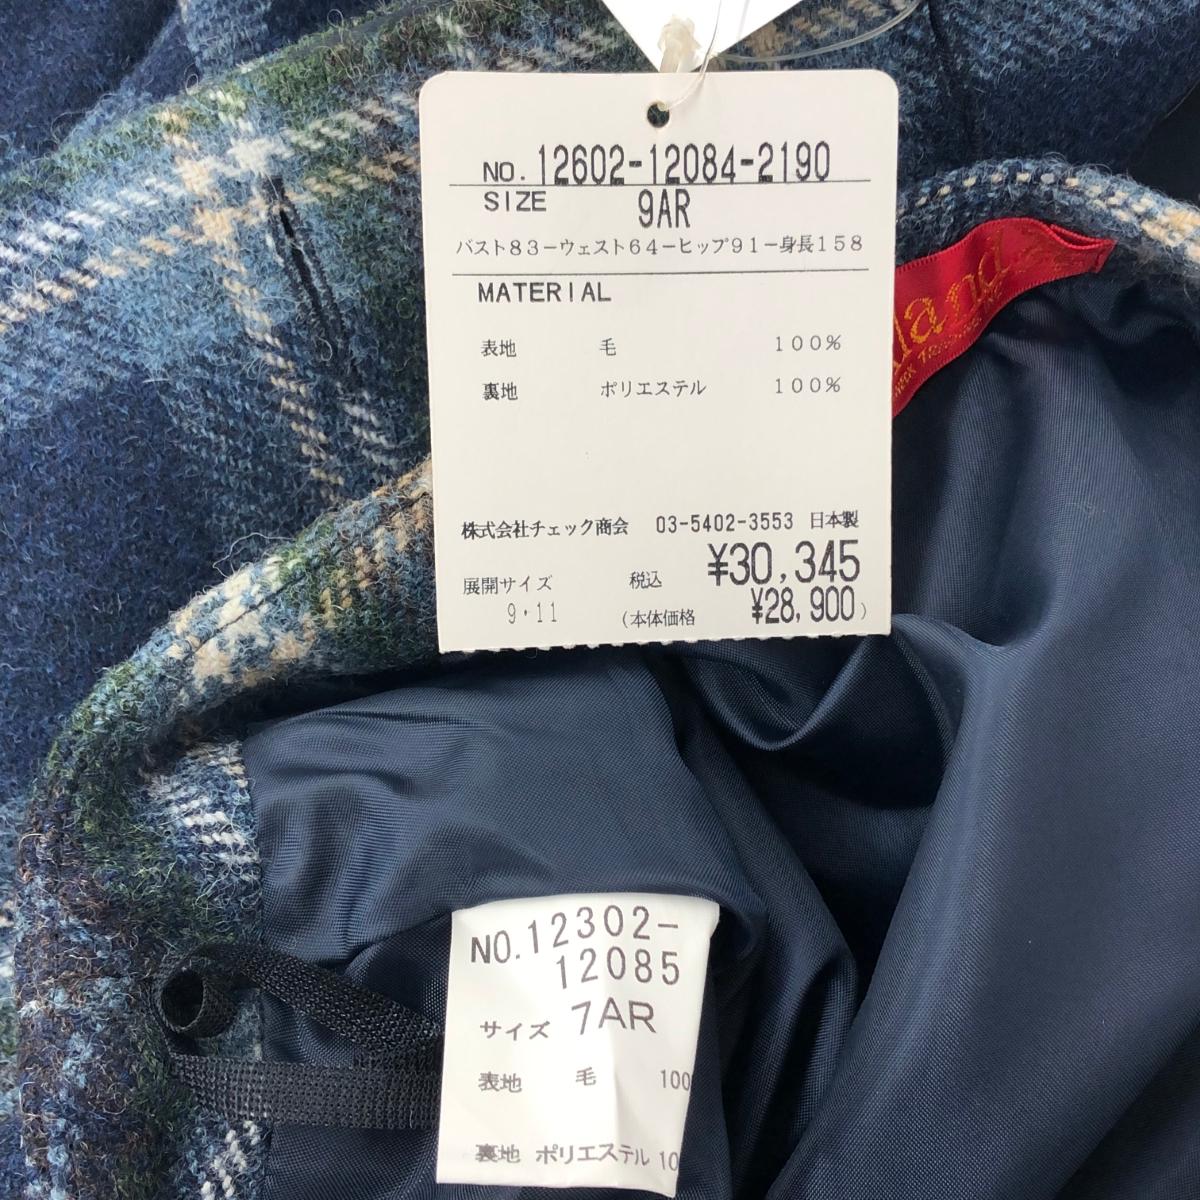 NO. 12602-12084-2190
SIZE 9AR
バスト83-ウェスト64-ヒップ91-身長158
MATERIAL
表地 毛 100%
裏地 ポリエステル 100%
株式会社チェック商会 03-5402-3553 日本製
展開サイズ 税込 ¥30,345
9・11 (本体価格 ¥28,900)
land
NO.12302-
12085
サイズ 7AR
表地 毛 100
裏地 ポリエステル 10